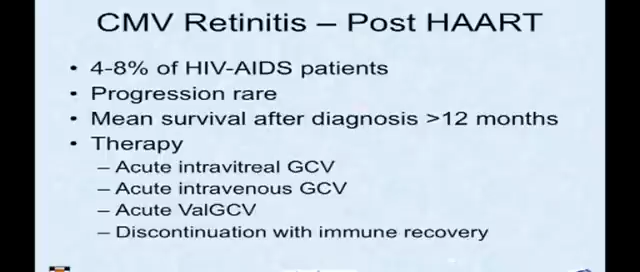 CMV Retinitis – Post HAART
• 4-8% of HIV-AIDS patients
• Progression rare
• Mean survival after diagnosis >12 months
• Therapy
– Acute intravitreal GCV
– Acute intravenous GCV
– Acute ValGCV
– Discontinuation with immune recovery